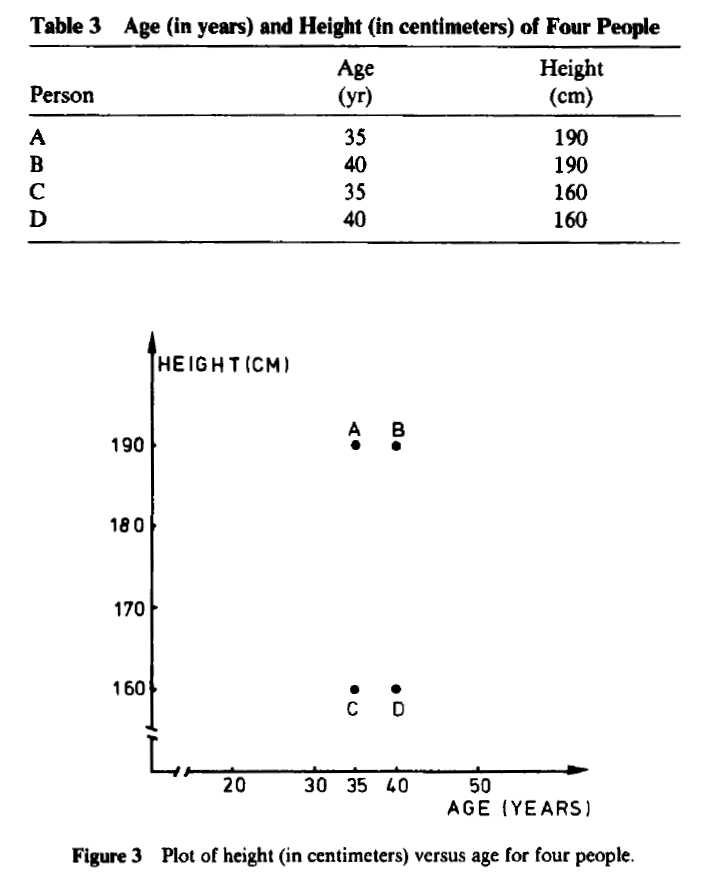 Table 3 Age (in years) and Height (in centimeters) of Four People
Age Height
Person (yr) (cm)
A 35 190
B 40 190
C 35 160
D 40 160
HEIGHT (CM)
A B
190
180
170
160
C D
20 30 35 40 50
AGE (YEARS)
Figure 3 Plot of height (in centimeters) versus age for four people.